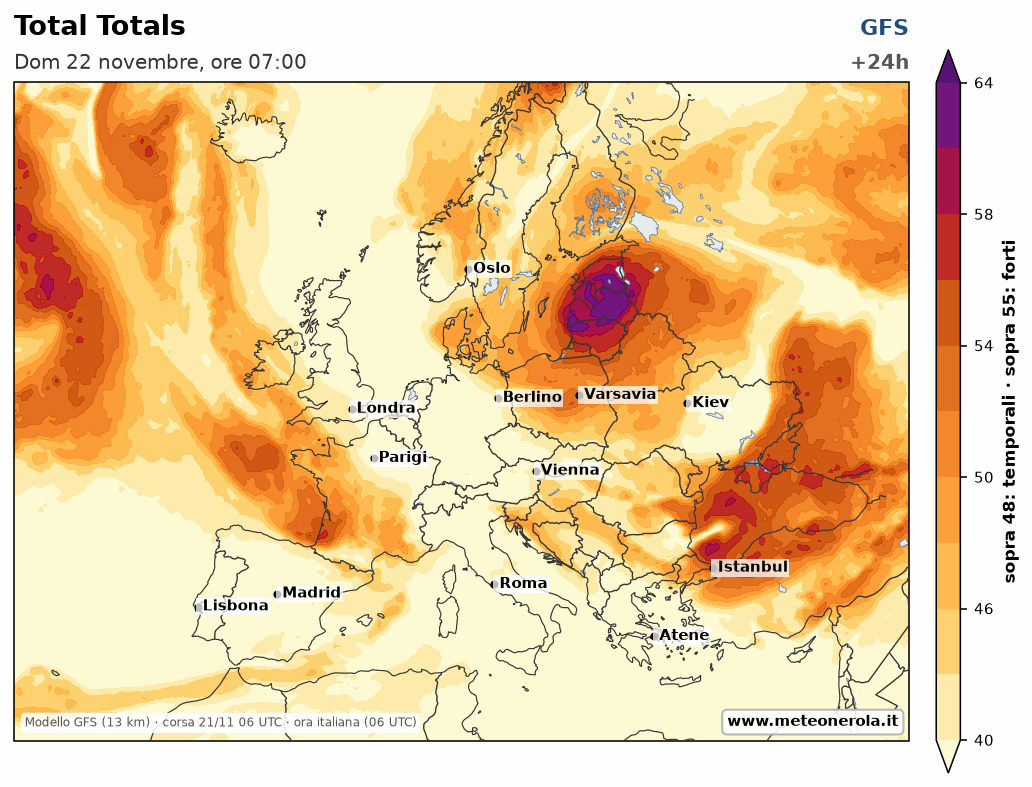 Total Totals
GFS
Dom 22 novembre, ore 07:00
+24h
64
58
54
50
46
40
sopra 48: temporali · sopra 55: forti
Oslo
Berlino
Varsavia
Kiev
Londra
Parigi
Vienna
Istanbul
Roma
Madrid
Lisbona
Atene
Modello GFS (13 km) · corsa 21/11 06 UTC · ora italiana (06 UTC)
www.meteonerola.it